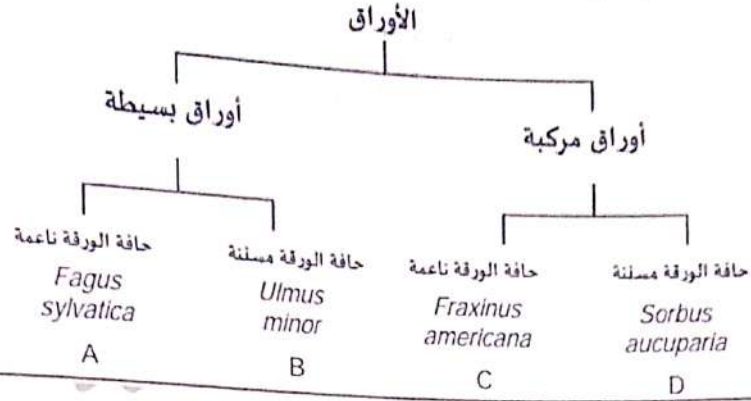 الأوراق
أوراق بسيطة
أوراق مركبة
حافة الورقة ناعمة
حافة الورقة مسننة
حافة الورقة ناعمة
حافة الورقة مسننة
Fagus
sylvatica
Ulmus
minor
Fraxinus
americana
Sorbus
aucuparia
A
B
C
D